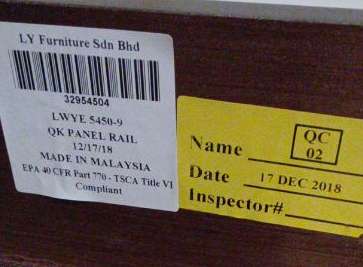 LY Furniture Sdn Bhd
32954504
LWYE 5450-9
QK PANEL RAIL
12/17/18
MADE IN MALAYSIA
EPA 40 CFR Part 770 - TSCA Title VI
Compliant
Name QC
02
Date 17 DEC 2018
Inspector#